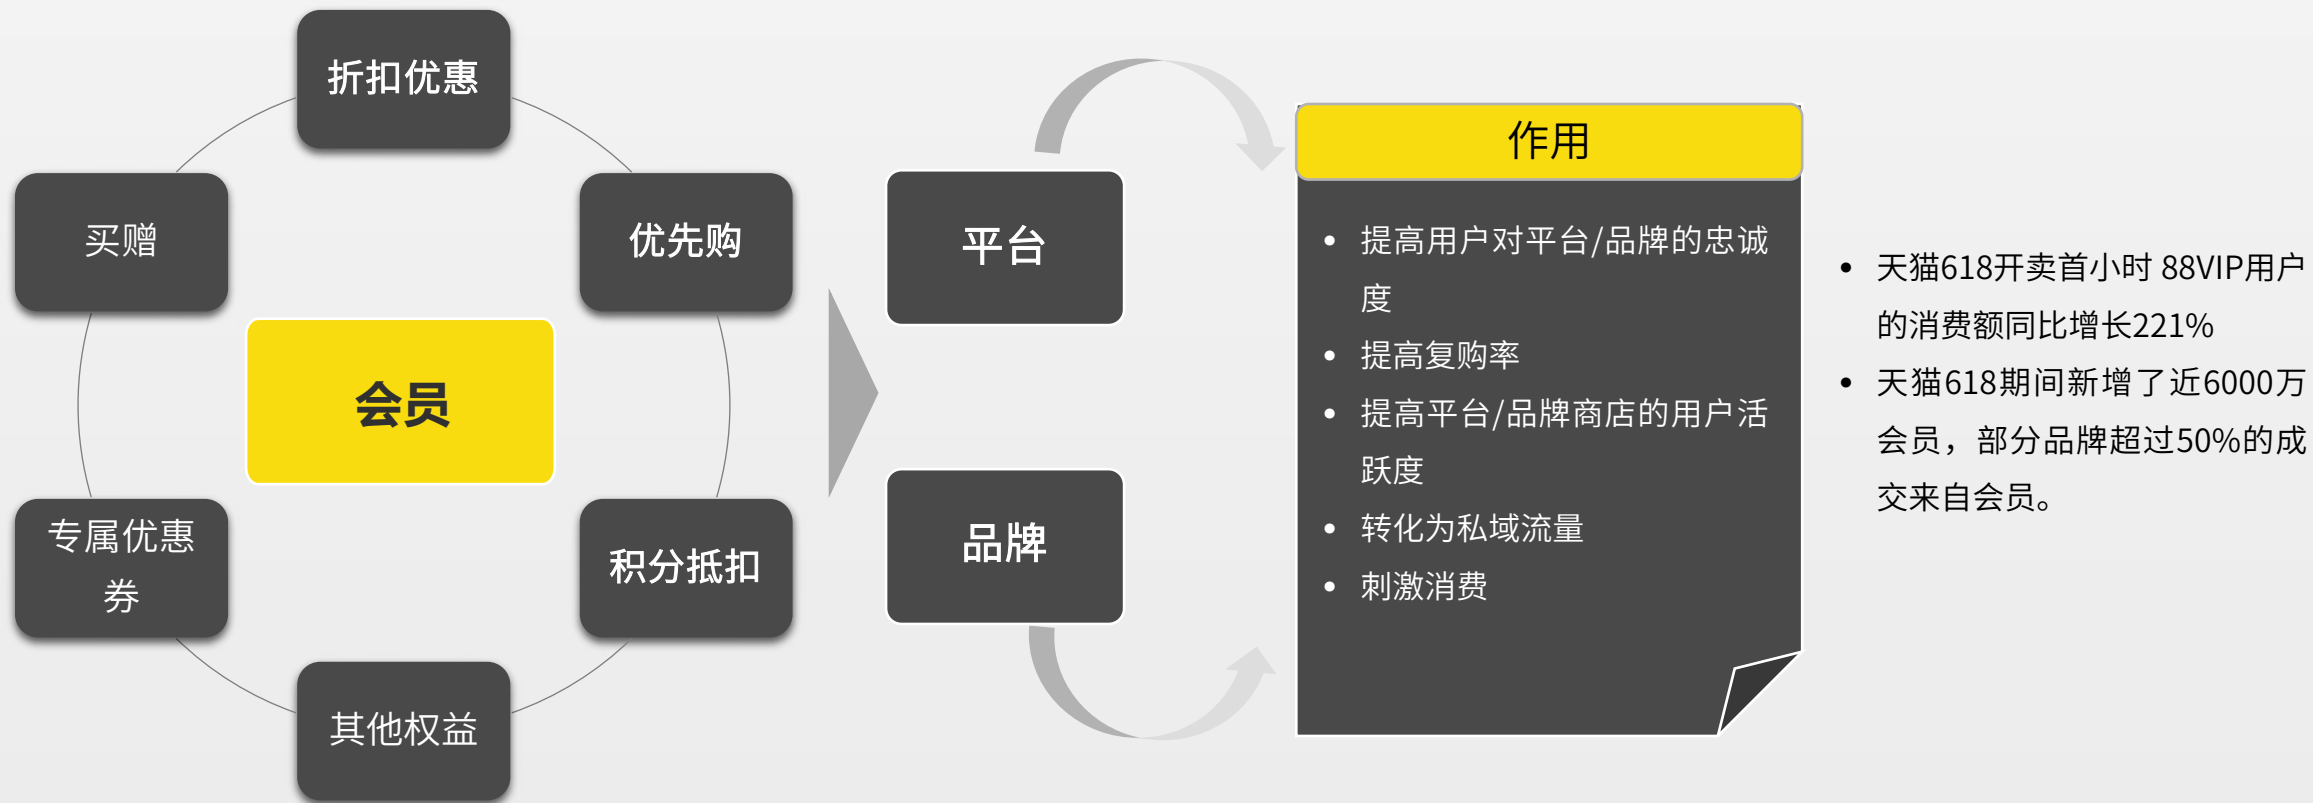 折扣优惠
买赠
优先购
会员
专属优惠
券
积分抵扣
其他权益
平台
品牌
作用
• 提高用户对平台/品牌的忠诚
度
• 提高复购率
• 提高平台/品牌商店的用户活
跃度
• 转化为私域流量
• 刺激消费
• 天猫618开卖首小时 88VIP用户
的消费额同比增长221%
• 天猫618期间新增了近6000万
会员，部分品牌超过50%的成
交来自会员。